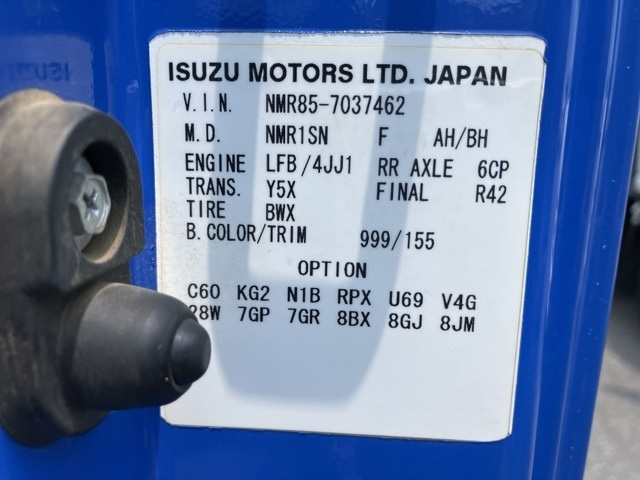 ISUZU MOTORS LTD. JAPAN
V.I.N. NMR85-7037462
M.D. NMR1SN F AH/BH
ENGINE LFB/4JJ1 RR AXLE 6CP
TRANS. Y5X FINAL R42
TIRE BWX
B.COLOR/TRIM 999/155
OPTION
C60 KG2 N1B RPX U69 V4G
28W 7GP 7GR 8BX 8GJ 8JM